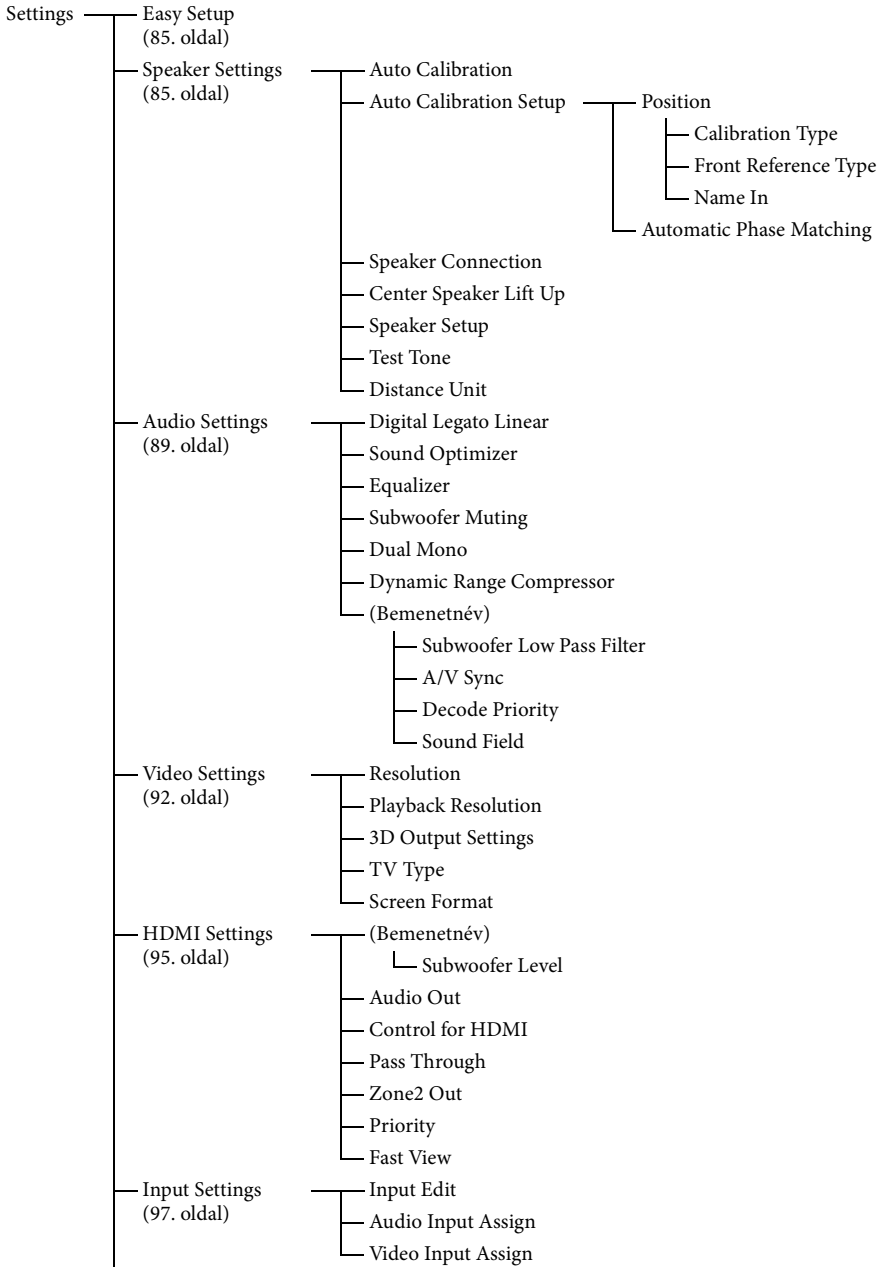 Settings
Easy Setup
(85. oldal)
Speaker Settings
(85. oldal)
Auto Calibration
Auto Calibration Setup
Position
Calibration Type
Front Reference Type
Name In
Automatic Phase Matching
Speaker Connection
Center Speaker Lift Up
Speaker Setup
Test Tone
Distance Unit
Audio Settings
(89. oldal)
Digital Legato Linear
Sound Optimizer
Equalizer
Subwoofer Muting
Dual Mono
Dynamic Range Compressor
(Bemenetnév)
Subwoofer Low Pass Filter
A/V Sync
Decode Priority
Sound Field
Video Settings
(92. oldal)
Resolution
Playback Resolution
3D Output Settings
TV Type
Screen Format
HDMI Settings
(95. oldal)
(Bemenetnév)
Subwoofer Level
Audio Out
Control for HDMI
Pass Through
Zone2 Out
Priority
Fast View
Input Settings
(97. oldal)
Input Edit
Audio Input Assign
Video Input Assign